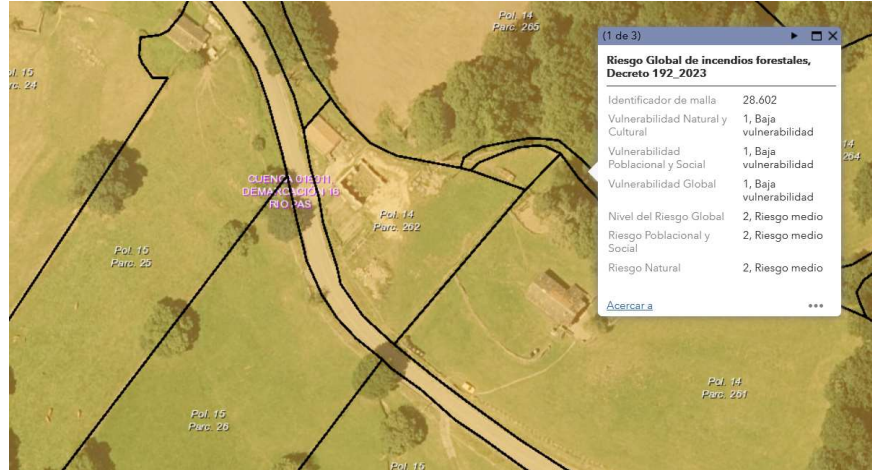 Pol. 14
Parc. 265
Pol. 15
Parc. 24
CUENCA
DEMARCACIÓN 16
RIO PAS
Pol. 14
Parc. 262
Pol. 15
Parc. 25
Pol. 14
Parc. 261
Pol. 15
Parc. 26
Pol. 15
14
264
(1 de 3)
Riesgo Global de incendios forestales,
Decreto 192_2023
Identificador de malla 28.602
Vulnerabilidad Natural y 1, Baja
Cultural vulnerabilidad
Vulnerabilidad 1, Baja
Poblacional y Social vulnerabilidad
Vulnerabilidad Global 1, Baja
vulnerabilidad
Nivel del Riesgo Global 2, Riesgo medio
Riesgo Poblacional y 2, Riesgo medio
Social
Riesgo Natural 2, Riesgo medio
Acercar a